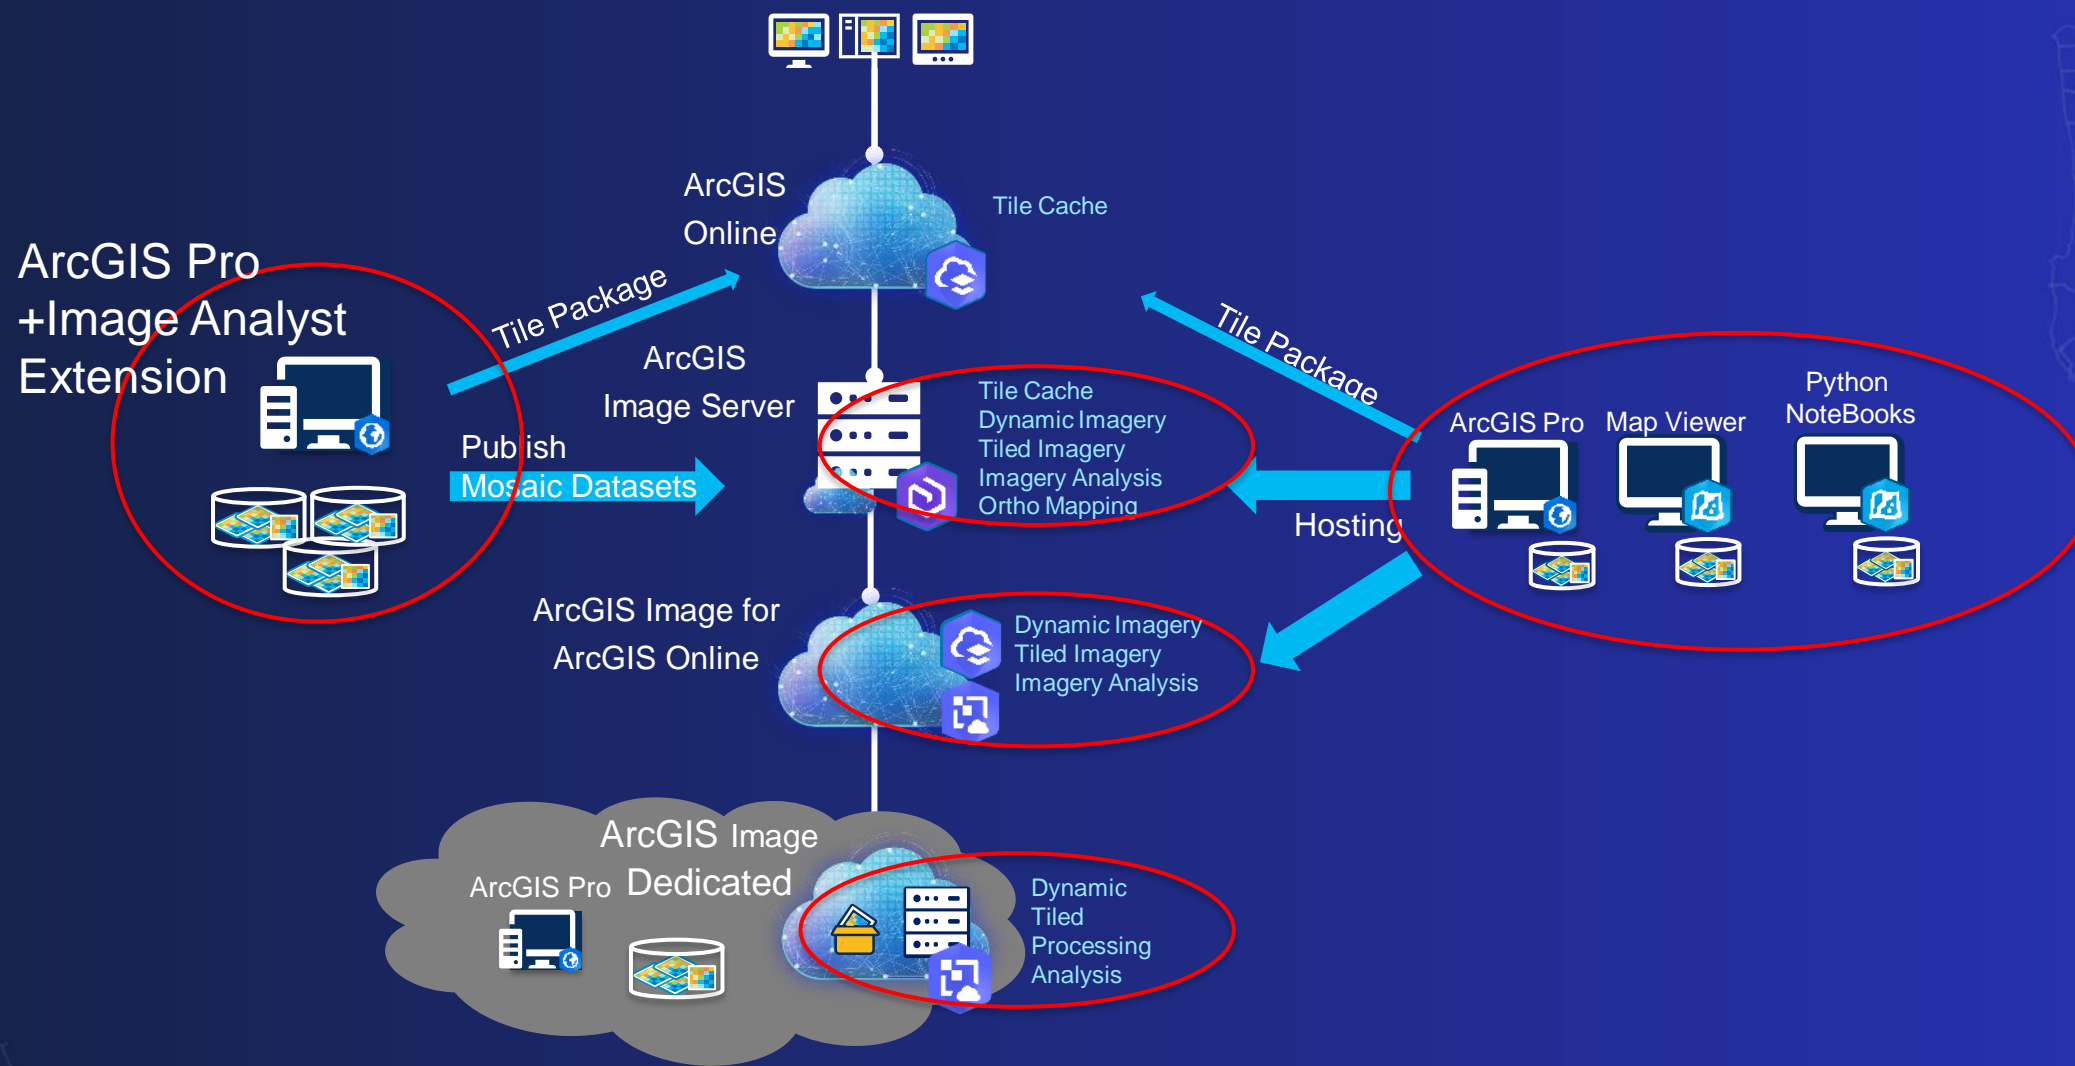 ArcGIS
Online
Tile Cache
ArcGIS Pro
+Image Analyst
Extension
Tile Package
Publish
Mosaic Datasets
ArcGIS
Image Server
Tile Cache
Dynamic Imagery
Tiled Imagery
Imagery Analysis
Ortho Mapping
Tile Package
Hosting
ArcGIS Pro
Map Viewer
Python
NoteBooks
ArcGIS Image for
ArcGIS Online
Dynamic Imagery
Tiled Imagery
Imagery Analysis
ArcGIS Image
Dedicated
ArcGIS Pro
Dynamic
Tiled
Processing
Analysis